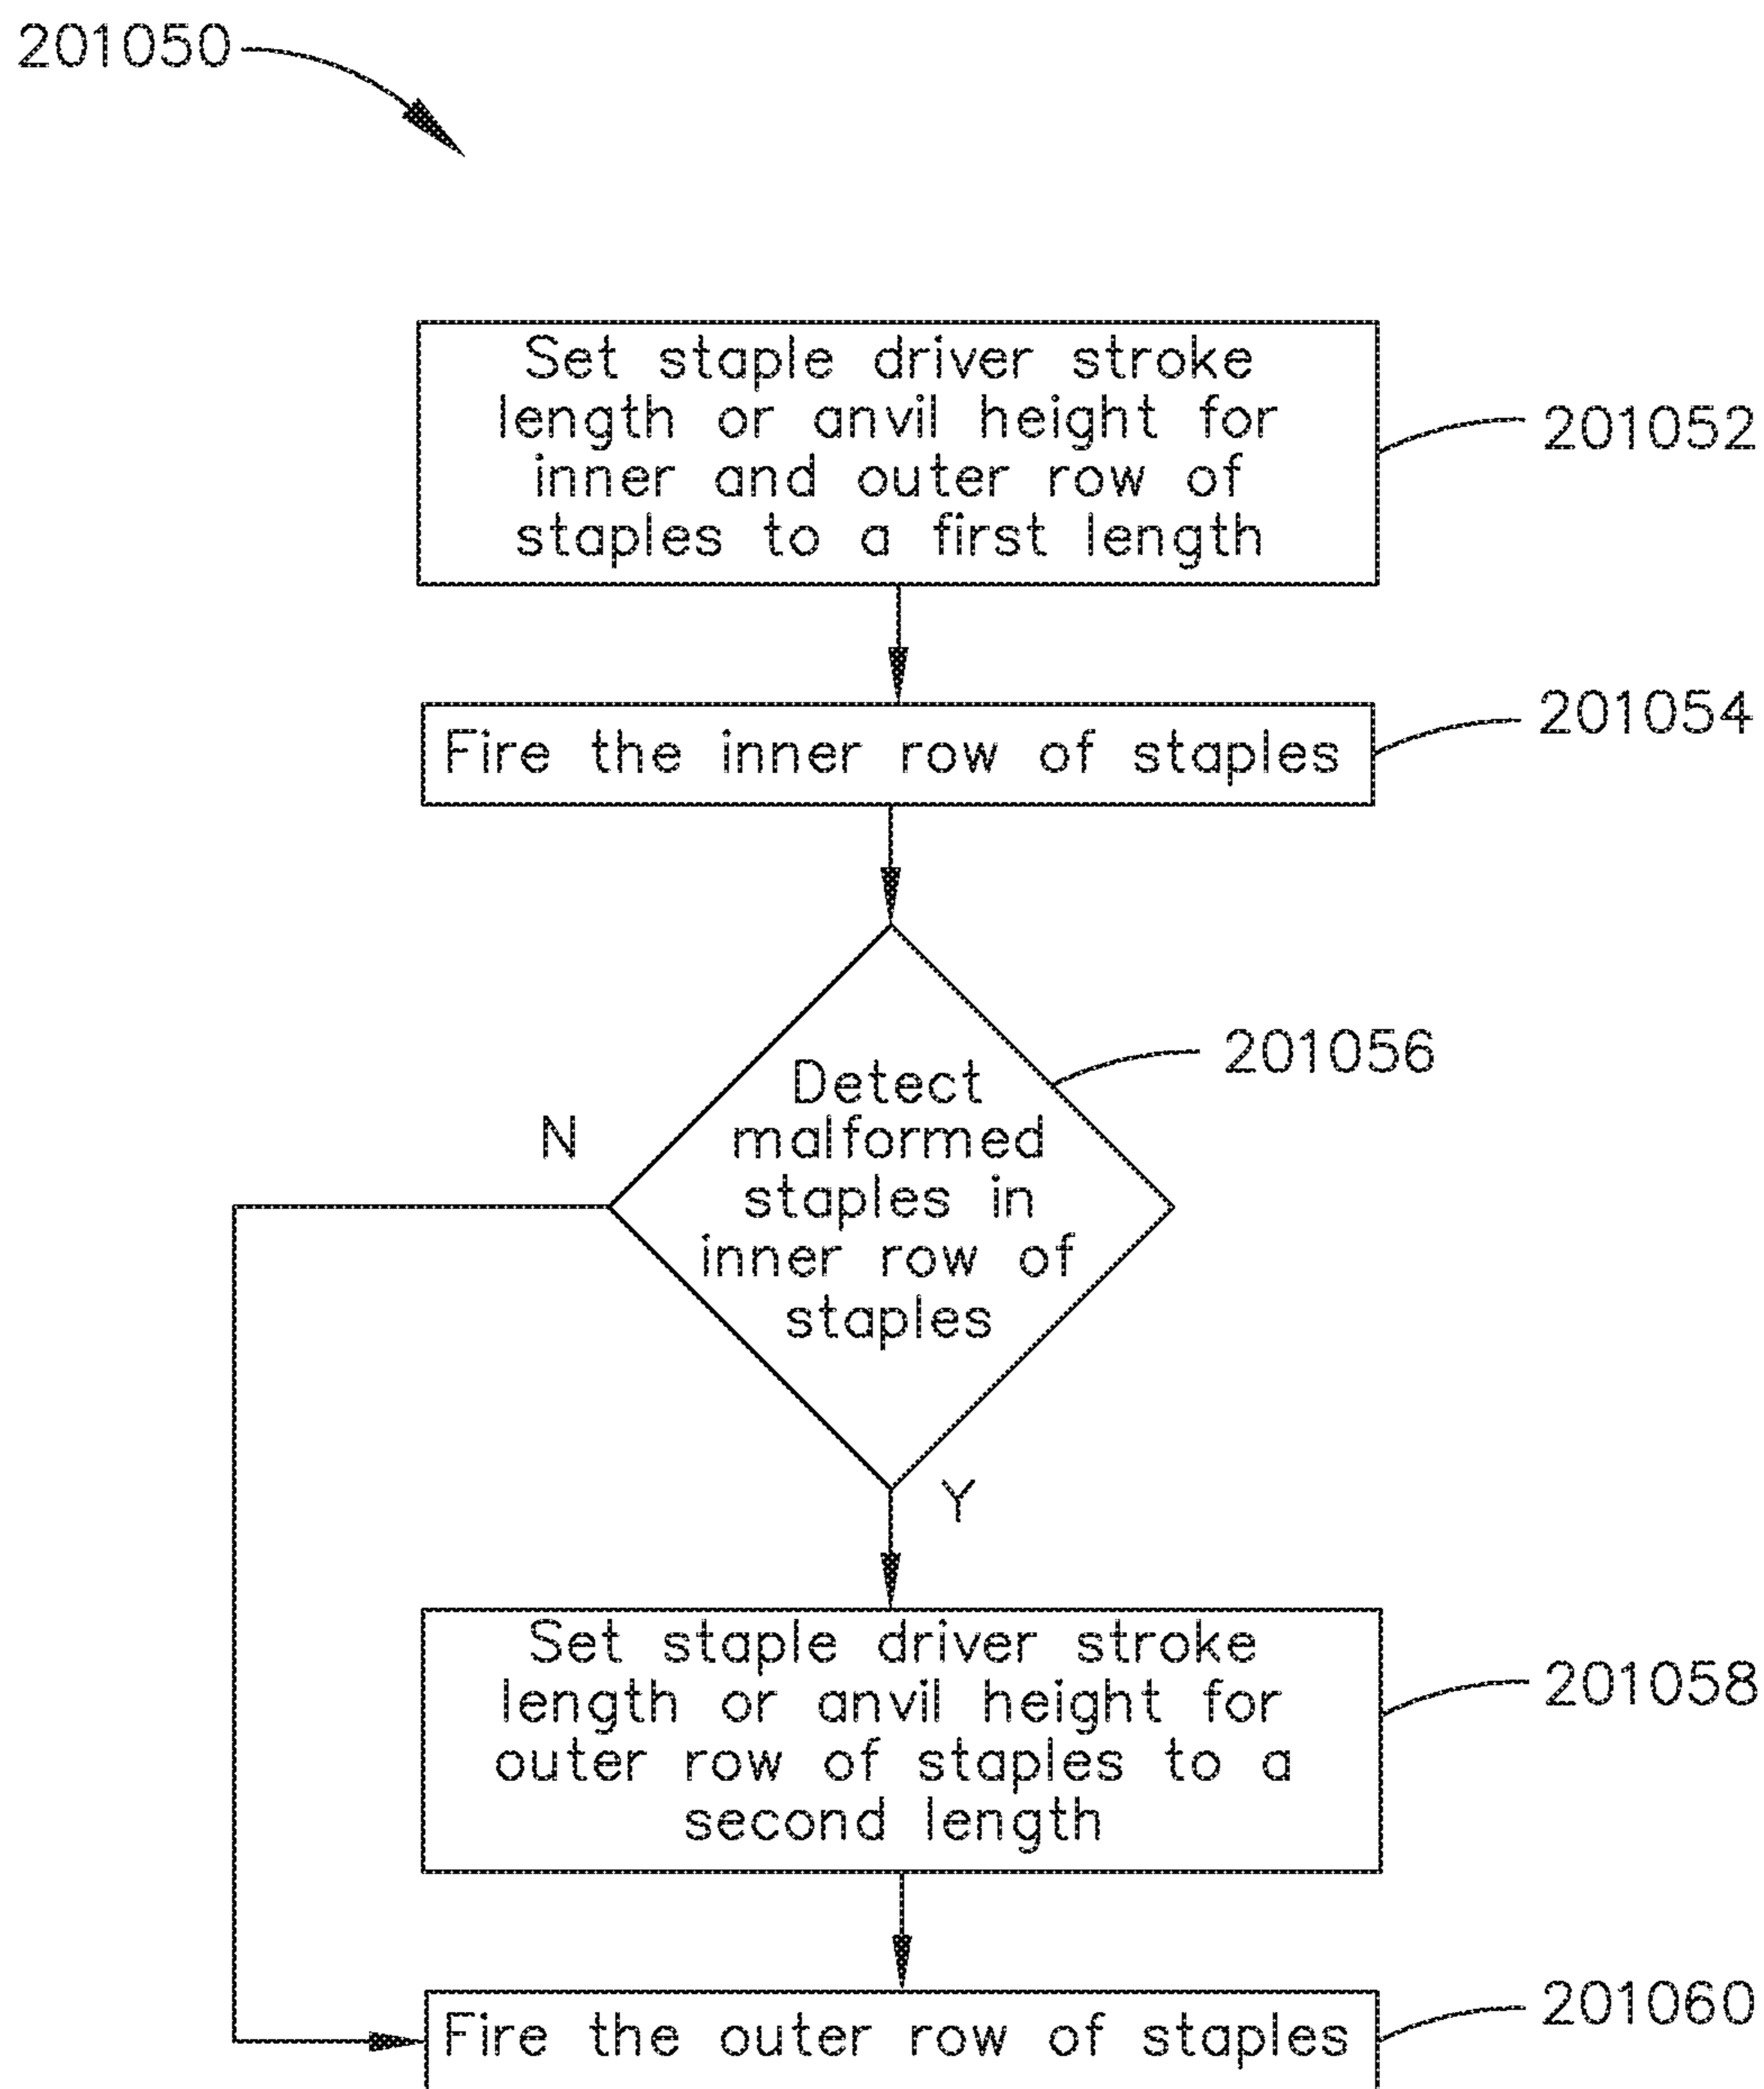 201050
Set staple driver stroke
length or anvil height for
inner and outer row of
staples to a first length
201052
Fire the inner row of staples
201054
Detect
malformed
staples in
inner row of
staples
201056
N
Y
Set staple driver stroke
length or anvil height for
outer row of staples to a
second length
201058
Fire the outer row of staples
201060